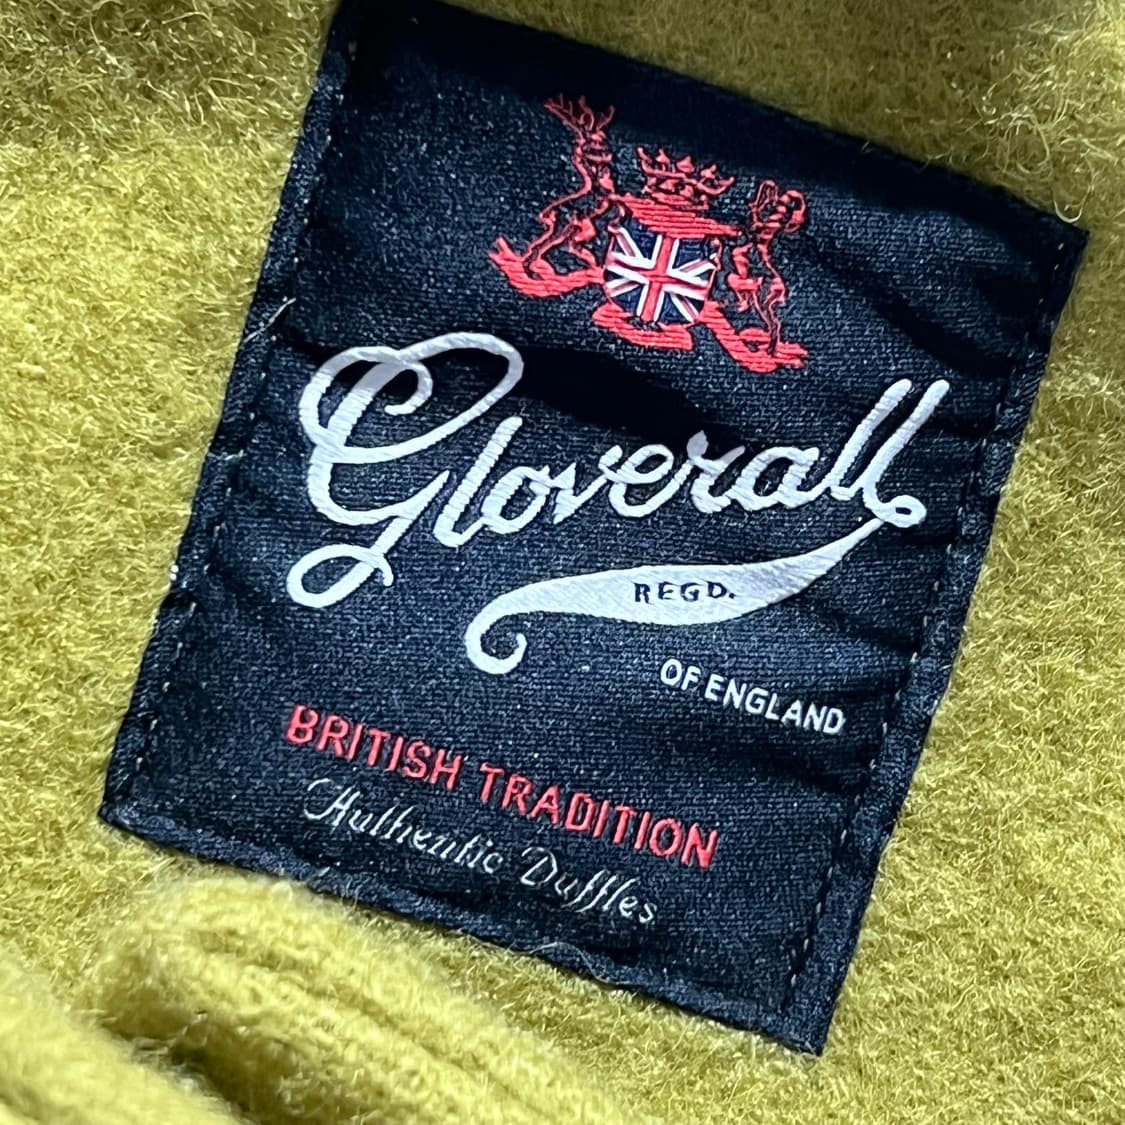 Gloverall
REGD.
OF ENGLAND
BRITISH TRADITION
Authentic Duffles